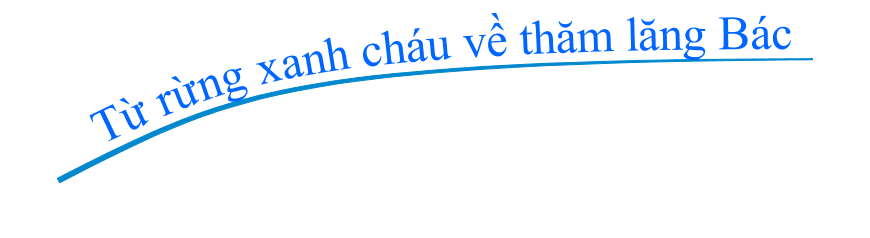 Từ rừng xanh cháu về thăm lăng Bác